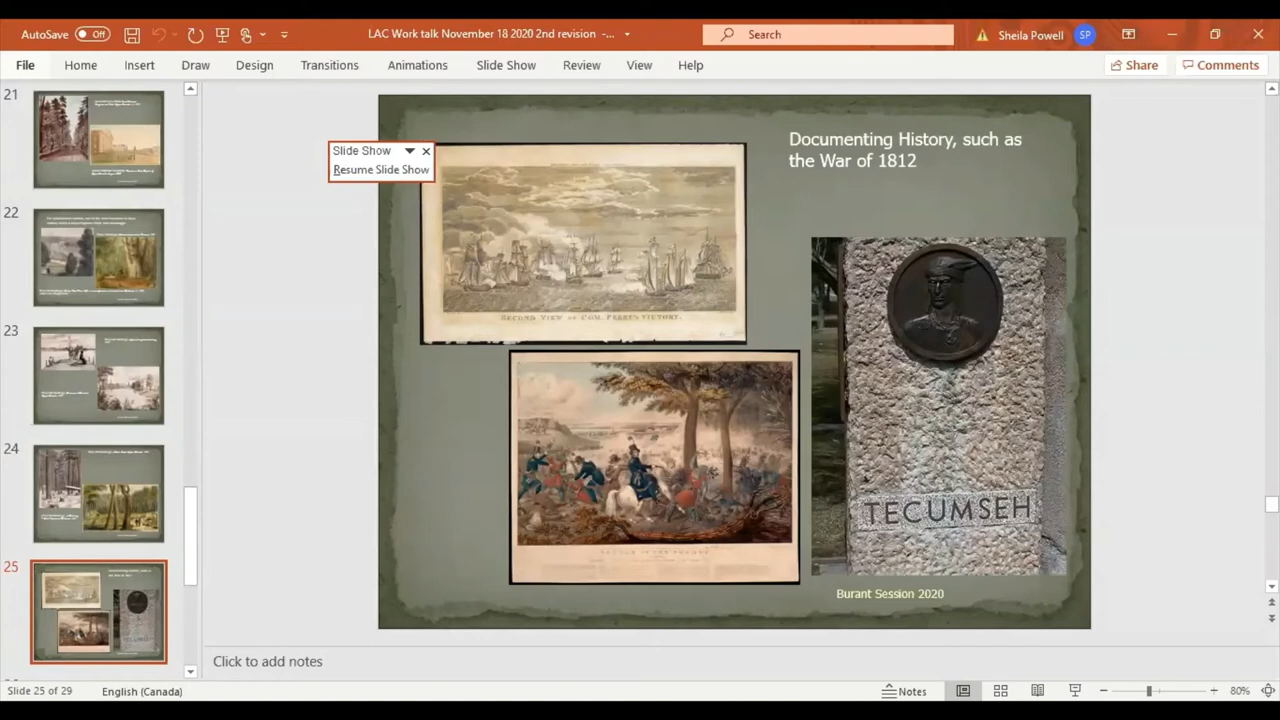 AutoSave Off
LAC Work talk November 18 2020 2nd revision -...
Search
Sheila Powell SP
File Home Insert Draw Design Transitions Animations Slide Show Review View Help
Share Comments
21
22
23
24
25
Slide Show
Resume Slide Show
Documenting History, such as
the War of 1812
SECOND VIEW OF COM. PERRY'S VICTORY.
TECUMSEH
Burant Session 2020
Click to add notes
Slide 25 of 29 English (Canada) Notes 80%